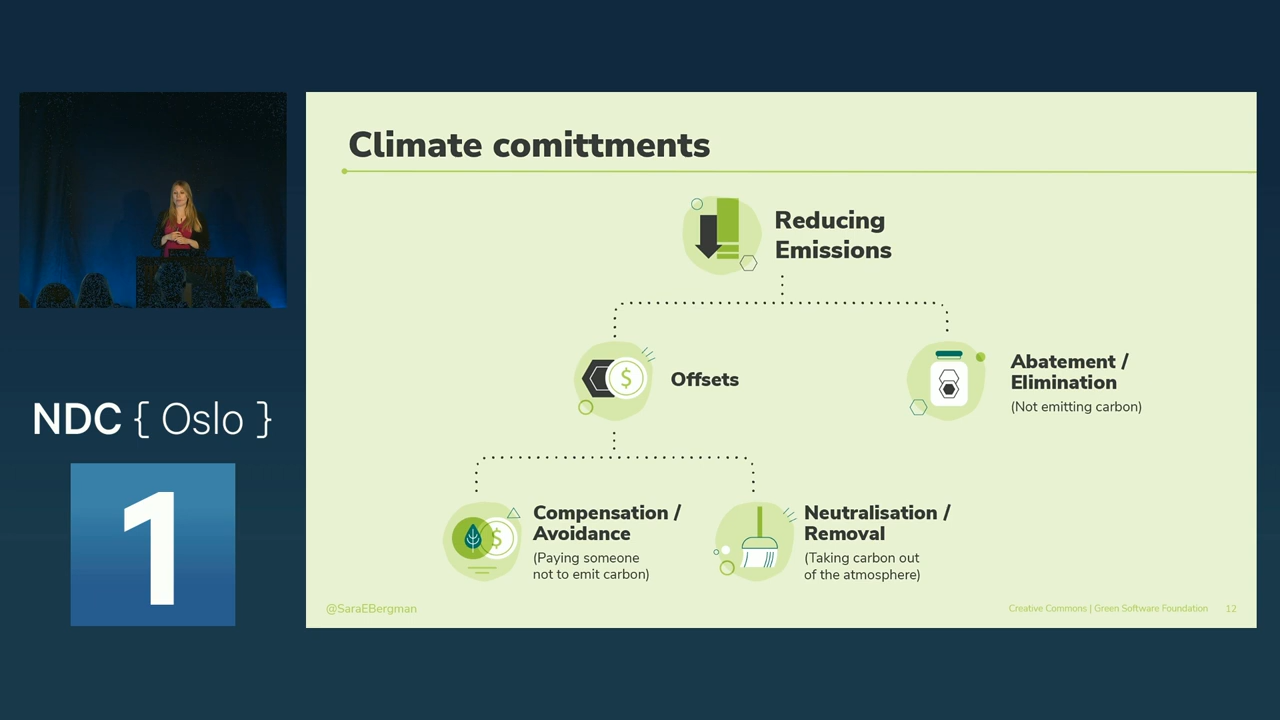 Climate comittments
Reducing
Emissions
Offsets
Abatement /
Elimination
(Not emitting carbon)
Compensation /
Avoidance
(Paying someone
not to emit carbon)
Neutralisation /
Removal
(Taking carbon out
of the atmosphere)
@SaraEBergman
Creative Commons | Green Software Foundation 12
NDC { Oslo }
1
$
$